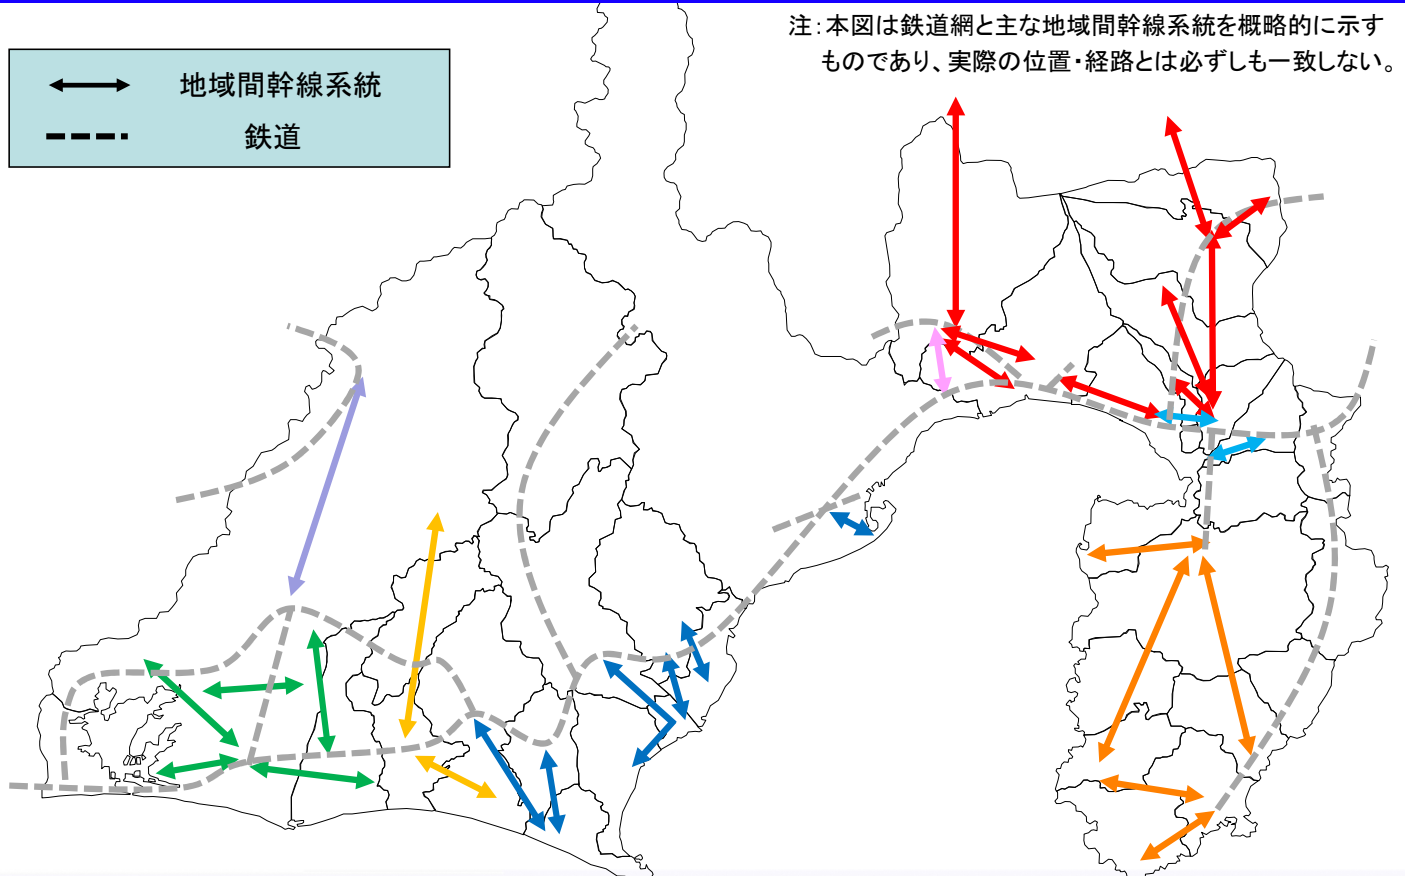 注:本図は鉄道網と主な地域間幹線系統を概略的に示す
ものであり、実際の位置・経路とは必ずしも一致しない。
地域間幹線系統
鉄道